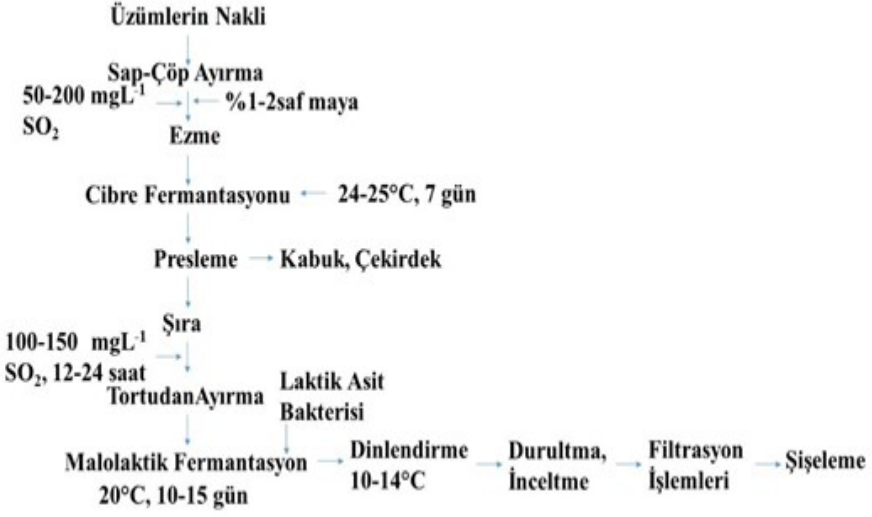 Üzümlerin Nakli
Sap-Çöp Ayırma
50-200 mgL⁻¹
%1-2saf maya
SO₂
Ezme
Cibre Fermantasyonu
24-25°C, 7 gün
Presleme
Kabuk, Çekirdek
Şıra
100-150 mgL⁻¹
SO₂, 12-24 saat
TortudanAyırma
Laktik Asit
Bakterisi
Malolaktik Fermantasyon
20°C, 10-15 gün
Dinlendirme
10-14°C
Durultma,
İnceltme
Filtrasyon
İşlemleri
Şişeleme